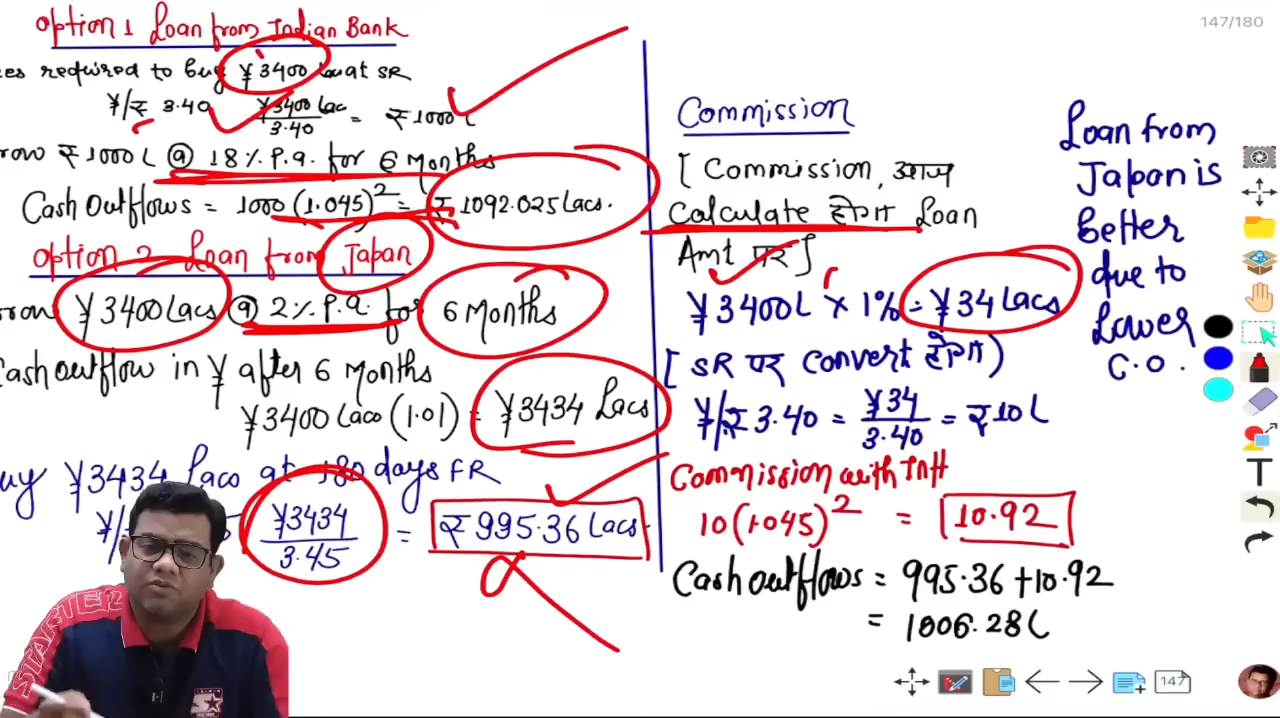 147/180
Option 1 Loan from Indian Bank
es required to buy ¥3400 Lac at SR
¥/₹ 3.40 ¥3400 Lac / 3.40 = ₹1000 L
row ₹1000 L @ 18% P.a. for 6 Months
Cash Outflows = 1000 (1.045)² = ₹1092.025 Lacs.
Option 2 Loan from Japan
row ¥3400 Lacs @ 2% P.a. for 6 Months
Cash outflow in ¥ after 6 Months
¥3400 Lacs (1.01) = ¥3434 Lacs
uy ¥3434 Lacs at 180 days FR
¥3434 / 3.45 = ₹995.36 Lacs.
Commission
[ Commission, आज
Calculate होगा Loan
Amt पर ]
¥3400L x 1% = ¥34 Lacs
[ SR पर Convert होगा )
¥/₹ 3.40 = ¥34 / 3.40 = ₹10 L
Commission with Int
10 (1.045)² = 10.92
Cash outflows = 995.36 + 10.92
= 1006.28 L
Loan from
Japan is
Better
due to
Lower
C.O.
STARTER
T
147